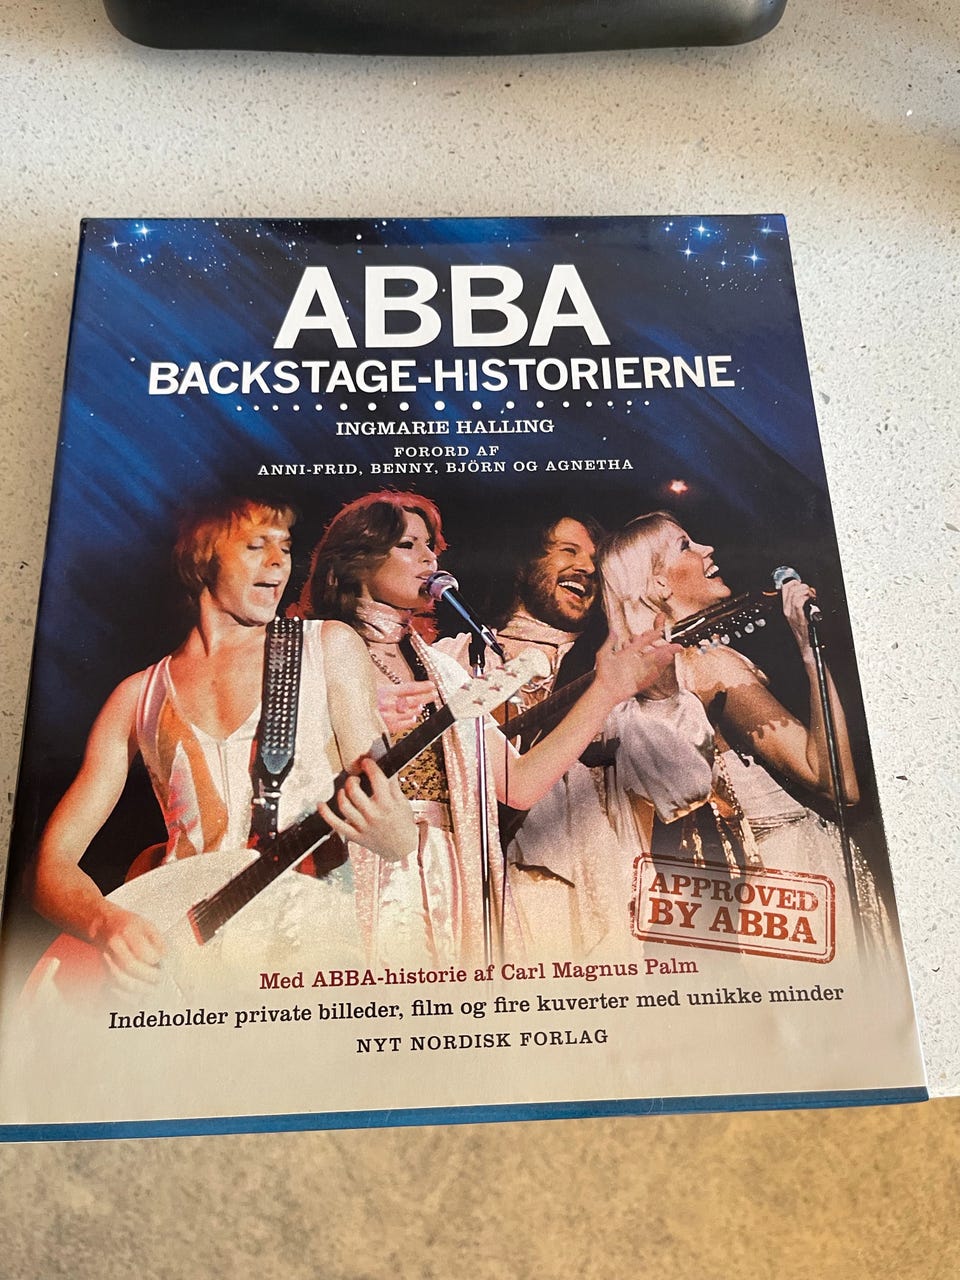 ABBA
BACKSTAGE-HISTORIERNE
INGMARIE HALLING
FORORD AF
ANNI-FRID, BENNY, BJÖRN OG AGNETHA
APPROVED
BY ABBA
Med ABBA-historie af Carl Magnus Palm
Indeholder private billeder, film og fire kuverter med unikke minder
NYT NORDISK FORLAG